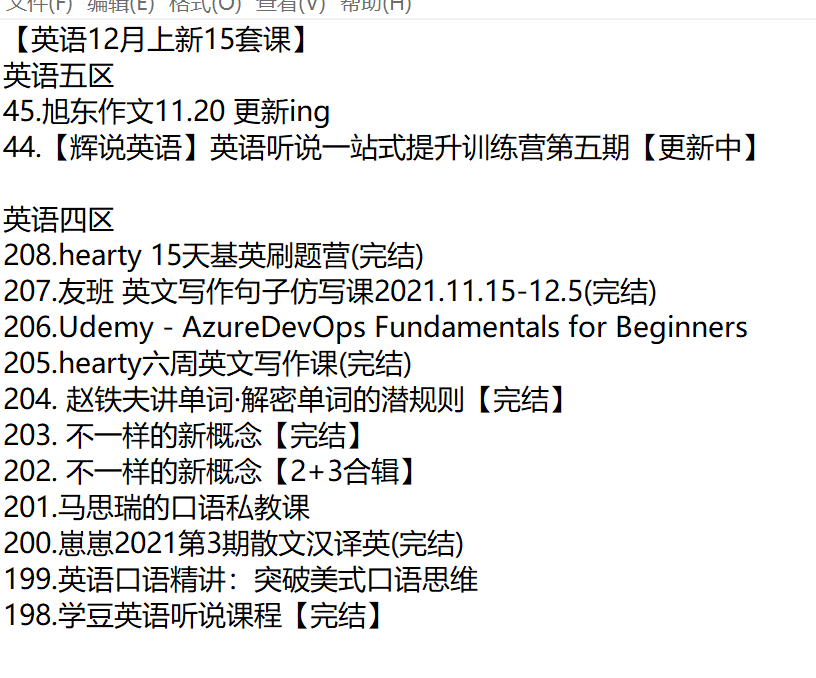 文件(F) 编辑(E) 格式(O) 查看(V) 帮助(H)
【英语12月上新15套课】
英语五区
45.旭东作文11.20 更新ing
44.【辉说英语】英语听说一站式提升训练营第五期【更新中】
英语四区
208.hearty 15天基英刷题营(完结)
207.友班 英文写作句子仿写课2021.11.15-12.5(完结)
206.Udemy - AzureDevOps Fundamentals for Beginners
205.hearty六周英文写作课(完结)
204. 赵铁夫讲单词·解密单词的潜规则【完结】
203. 不一样的新概念【完结】
202. 不一样的新概念【2+3合辑】
201.马思瑞的口语私教课
200.崽崽2021第3期散文汉译英(完结)
199.英语口语精讲：突破美式口语思维
198.学豆英语听说课程【完结】